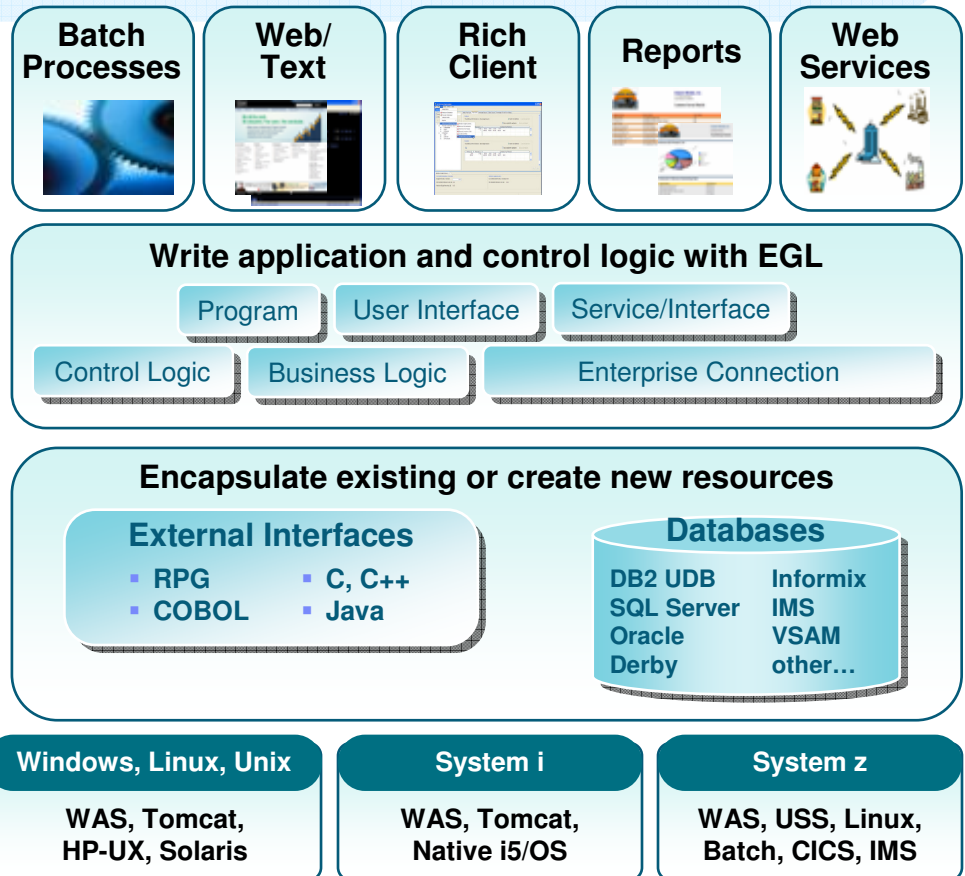 Batch
Processes
Web/
Text
Rich
Client
Reports
Web
Services
Write application and control logic with EGL
Program
User Interface
Service/Interface
Control Logic
Business Logic
Enterprise Connection
Encapsulate existing or create new resources
External Interfaces
▪ RPG
▪ COBOL
▪ C, C++
▪ Java
Databases
DB2 UDB
SQL Server
Oracle
Derby
Informix
IMS
VSAM
other…
Windows, Linux, Unix
WAS, Tomcat,
HP-UX, Solaris
System i
WAS, Tomcat,
Native i5/OS
System z
WAS, USS, Linux,
Batch, CICS, IMS